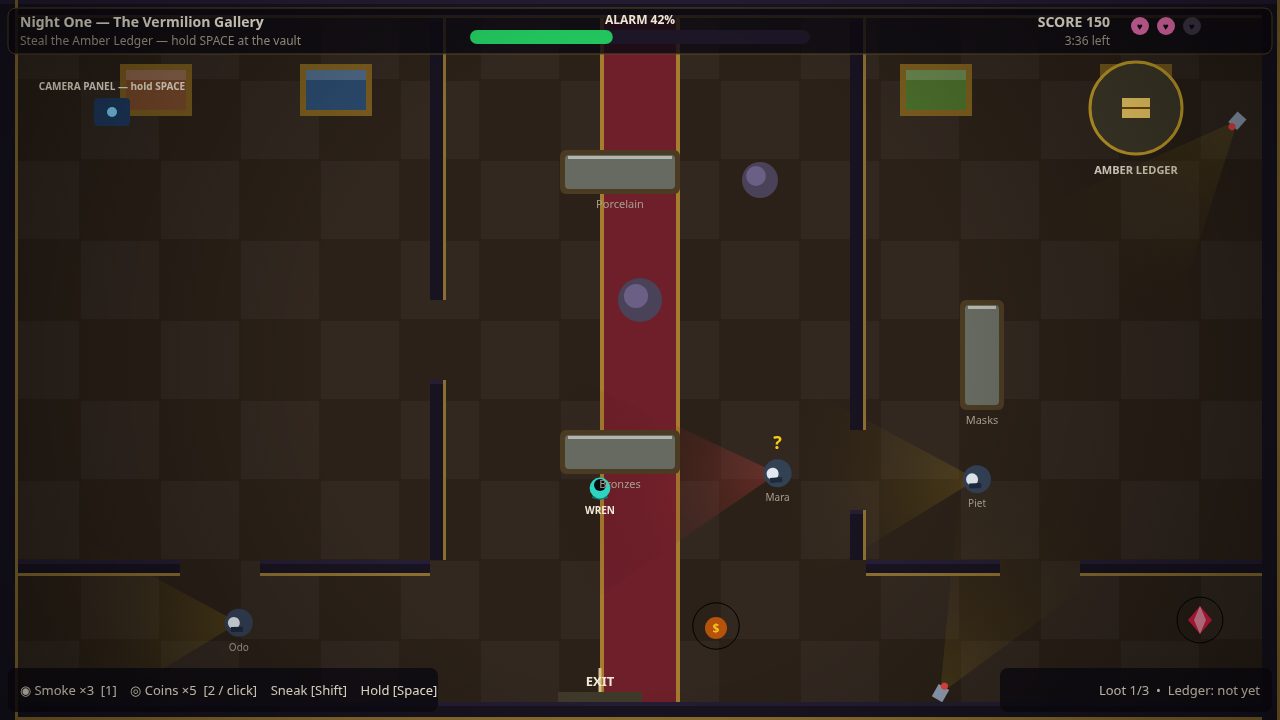 Night One — The Vermilion Gallery
Steal the Amber Ledger — hold SPACE at the vault
ALARM 42%
SCORE 150
3:36 left
CAMERA PANEL — hold SPACE
AMBER LEDGER
Porcelain
Masks
?
Bronzes
Mara
Piet
WREN
Odo
$
EXIT
Smoke ×3 [1] Coins ×5 [2 / click] Sneak [Shift] Hold [Space]
Loot 1/3 • Ledger: not yet